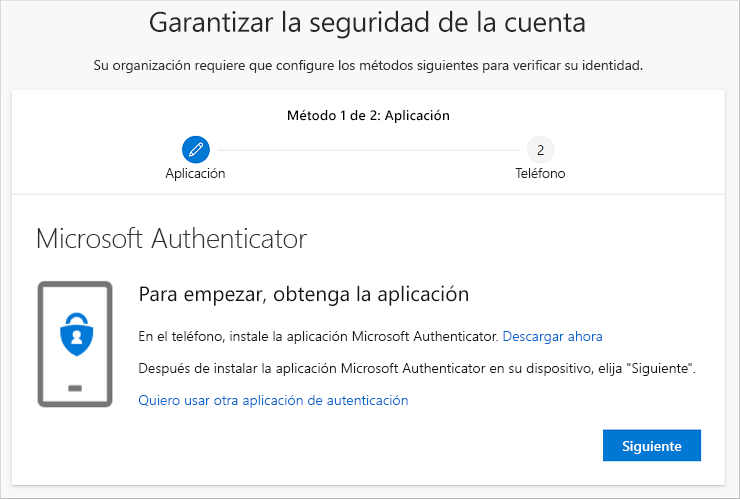 Garantizar la seguridad de la cuenta
Su organización requiere que configure los métodos siguientes para verificar su identidad.
Método 1 de 2: Aplicación
2
Aplicación
Teléfono
Microsoft Authenticator
Para empezar, obtenga la aplicación
En el teléfono, instale la aplicación Microsoft Authenticator. Descargar ahora
Después de instalar la aplicación Microsoft Authenticator en su dispositivo, elija "Siguiente".
Quiero usar otra aplicación de autenticación
Siguiente